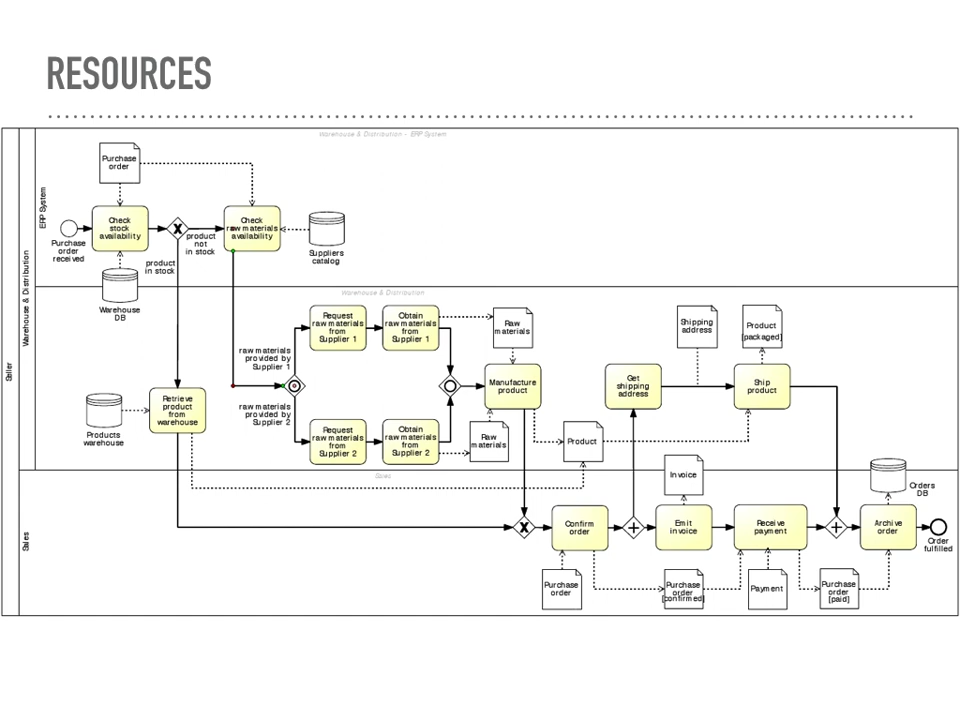 RESOURCES
Warehouse & Distribution - ERP System
Seller
Warehouse & Distribution
ERP System
Purchase
order
Purchase
order
received
Check
stock
availability
product
not
in stock
product
in stock
Check
raw materials
availability
Suppliers
catalog
Warehouse
DB
Warehouse & Distribution
Request
raw materials
from
Supplier 1
Obtain
raw materials
from
Supplier 1
Raw
materials
Shipping
address
Product
[packaged]
raw materials
provided by
Supplier 1
raw materials
provided by
Supplier 2
Manufacture
product
Get
shipping
address
Ship
product
Products
warehouse
Retrieve
product
from
warehouse
Request
raw materials
from
Supplier 2
Obtain
raw materials
from
Supplier 2
Raw
materials
Product
Sales
Sales
Invoice
Orders
DB
Confirm
order
Emit
invoice
Receive
payment
Archive
order
Order
fulfilled
Purchase
order
Purchase
order
[confirmed]
Payment
Purchase
order
[paid]